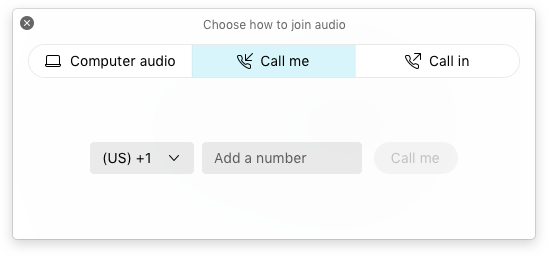 Choose how to join audio
Computer audio
Call me
Call in
(US) +1
Add a number
Call me